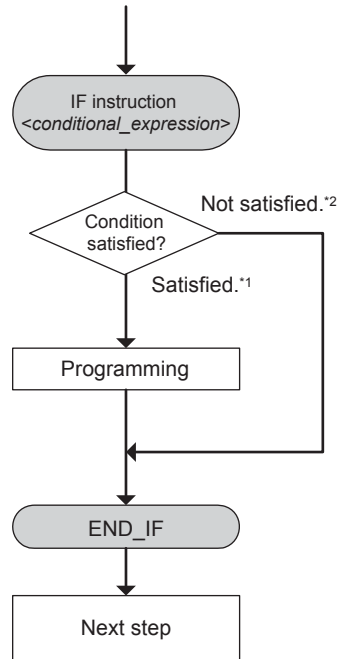 IF instruction
<conditional_expression>
Condition
satisfied?
Not satisfied.*2
Satisfied.*1
Programming
END_IF
Next step